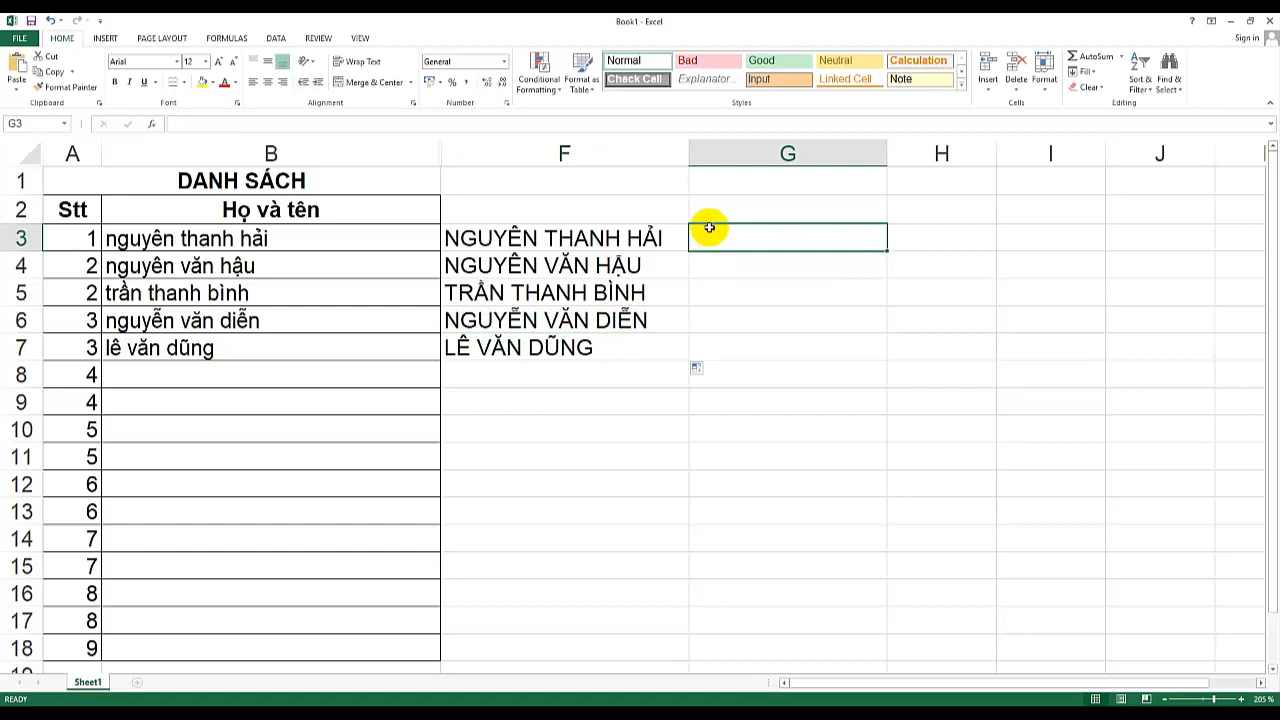 Book1 - Excel
Sign in
FILE HOME INSERT PAGE LAYOUT FORMULAS DATA REVIEW VIEW
Paste
Cut
Copy
Format Painter
Clipboard
Arial 12
B I U
Font
Wrap Text
Merge & Center
Alignment
General
Number
Conditional Formatting
Format as Table
Normal Bad Good Neutral Calculation
Check Cell Explanator... Input Linked Cell Note
Styles
Insert Delete Format
Cells
AutoSum
Fill
Clear
Sort & Filter
Find & Select
Editing
G3
A B F G H I J
1 DANH SÁCH
2 Stt Họ và tên
3 1 nguyên thanh hải NGUYÊN THANH HẢI
4 2 nguyên văn hậu NGUYÊN VĂN HẬU
5 2 trần thanh bình TRẦN THANH BÌNH
6 3 nguyễn văn diễn NGUYỄN VĂN DIỄN
7 3 lê văn dũng LÊ VĂN DŨNG
8 4
9 4
10 5
11 5
12 6
13 6
14 7
15 7
16 8
17 8
18 9
Sheet1
READY
205%